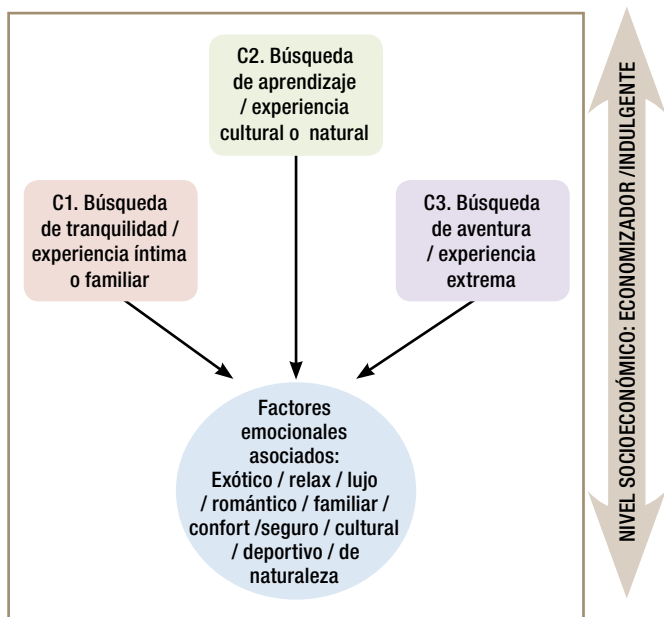 C2. Búsqueda
de aprendizaje
/ experiencia
cultural o natural
C1. Búsqueda
de tranquilidad /
experiencia íntima
o familiar
C3. Búsqueda
de aventura
/ experiencia
extrema
Factores
emocionales
asociados:
Exótico / relax / lujo
/ romántico / familiar /
confort /seguro / cultural
/ deportivo / de
naturaleza
NIVEL SOCIOECONÓMICO: ECONOMIZADOR /INDULGENTE